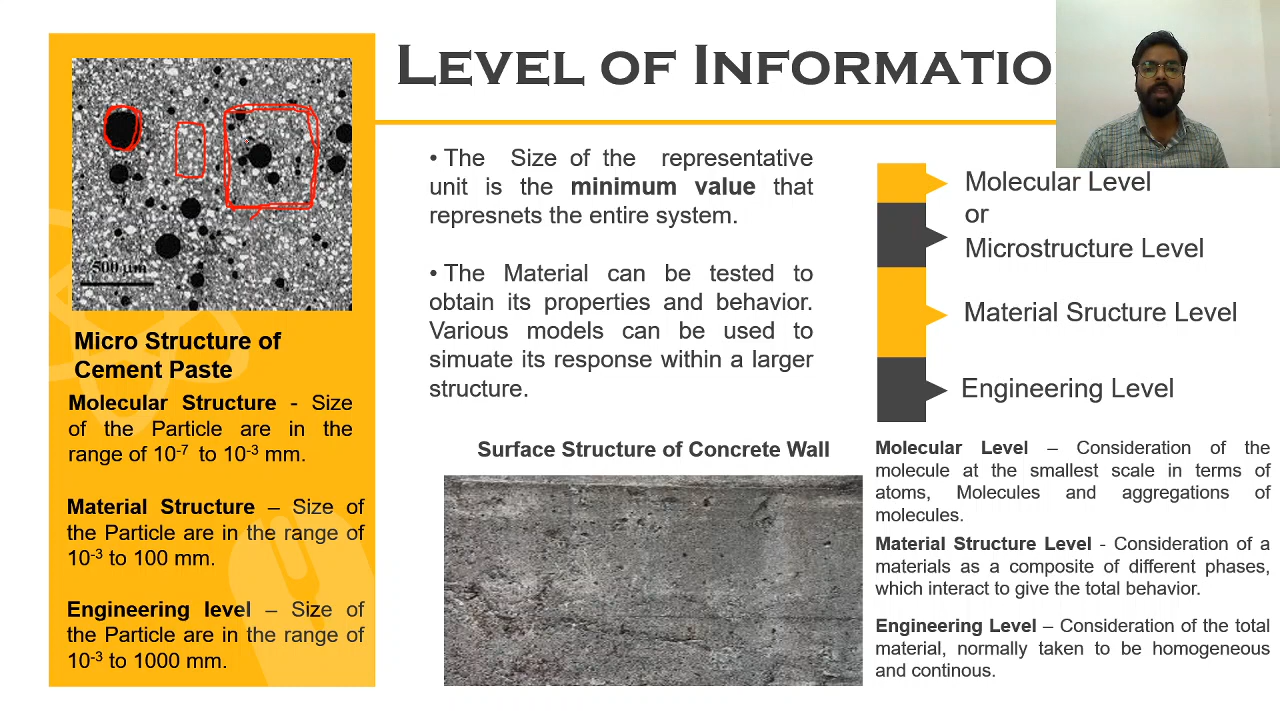 LEVEL OF INFORMATIO
500 µm
Micro Structure of
Cement Paste
Molecular Structure - Size
of the Particle are in the
range of 10⁻⁷ to 10⁻³ mm.
Material Structure – Size of
the Particle are in the range of
10⁻³ to 100 mm.
Engineering level – Size of
the Particle are in the range of
10⁻³ to 1000 mm.
• The Size of the representative
unit is the minimum value that
represnets the entire system.
• The Material can be tested to
obtain its properties and behavior.
Various models can be used to
simuate its response within a larger
structure.
Surface Structure of Concrete Wall
Molecular Level
or
Microstructure Level
Material Sructure Level
Engineering Level
Molecular Level – Consideration of the
molecule at the smallest scale in terms of
atoms, Molecules and aggregations of
molecules.
Material Structure Level - Consideration of a
materials as a composite of different phases,
which interact to give the total behavior.
Engineering Level – Consideration of the total
material, normally taken to be homogeneous
and continous.